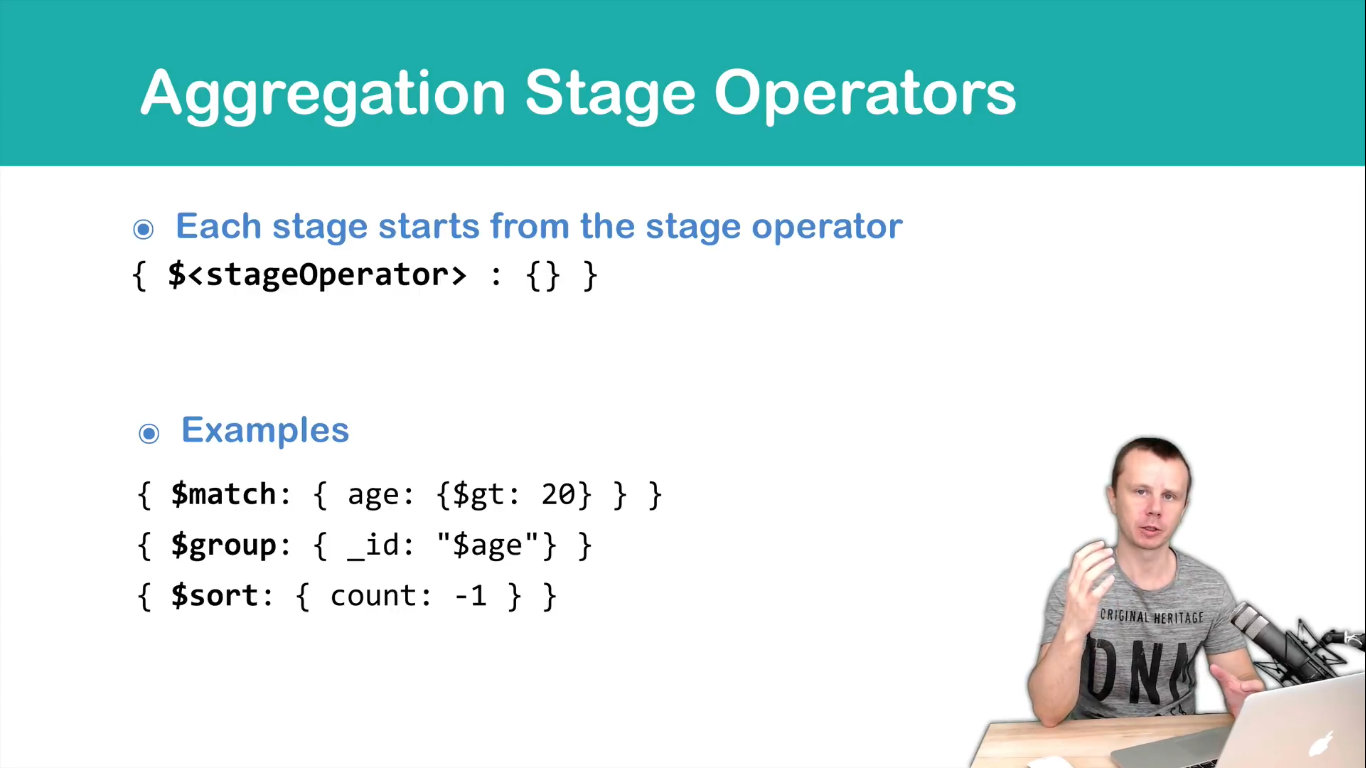 Aggregation Stage Operators
Each stage starts from the stage operator
{ $<stageOperator> : {} }
Examples
{ $match: { age: {$gt: 20} } }
{ $group: { _id: "$age"} }
{ $sort: { count: -1 } }
ORIGINAL HERITAGE
DNA